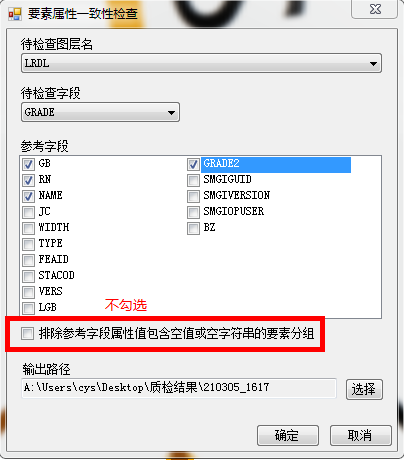 要素属性一致性检查
待检查图层名
LRDL
待检查字段
GRADE
参考字段
GB
RN
NAME
JC
WIDTH
TYPE
FEAID
STACOD
VERS
LGB
GRADE2
SMGIGUID
SMGIVERSION
SMGIOPUSER
BZ
不勾选
排除参考字段属性值包含空值或空字符串的要素分组
输出路径
A:\Users\cys\Desktop\质检结果\210305_1617
选择
确定
取消